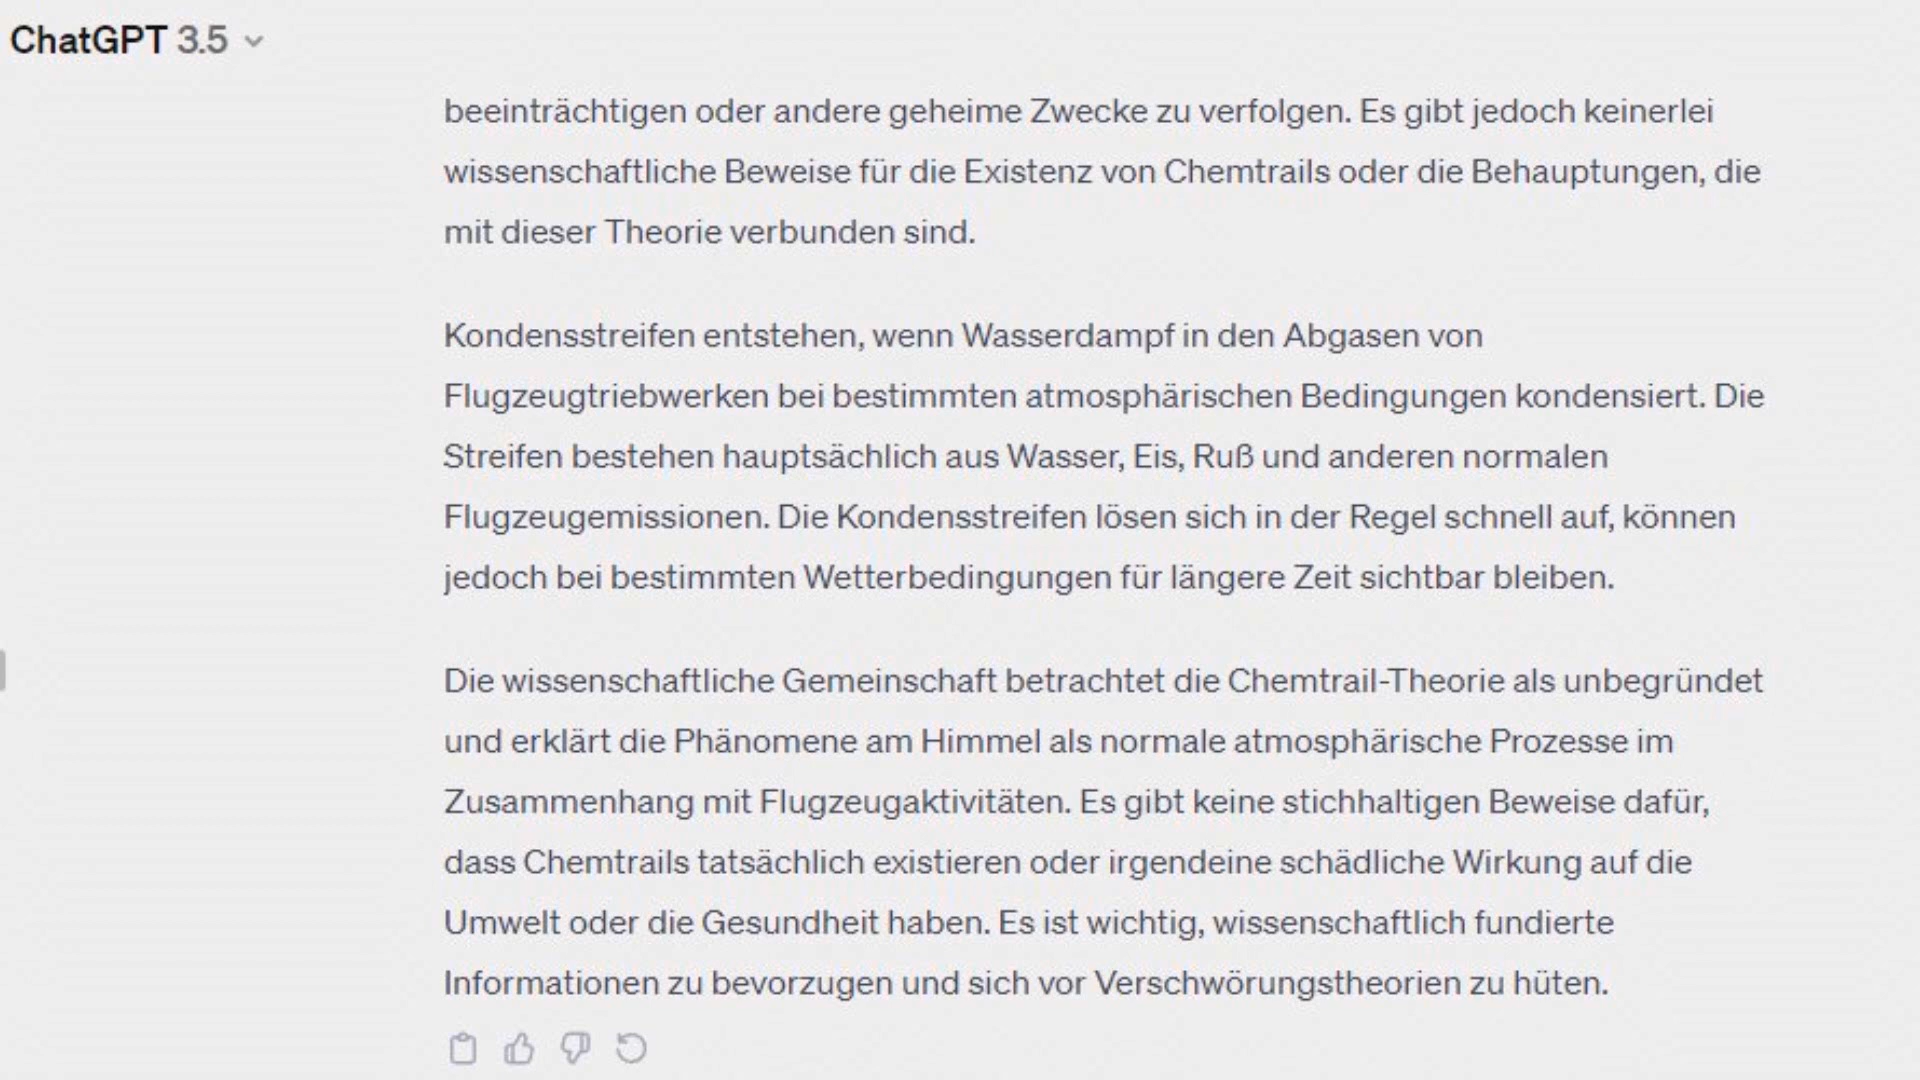 ChatGPT 3.5
beeinträchtigen oder andere geheime Zwecke zu verfolgen. Es gibt jedoch keinerlei
wissenschaftliche Beweise für die Existenz von Chemtrails oder die Behauptungen, die
mit dieser Theorie verbunden sind.
Kondensstreifen entstehen, wenn Wasserdampf in den Abgasen von
Flugzeugtriebwerken bei bestimmten atmosphärischen Bedingungen kondensiert. Die
Streifen bestehen hauptsächlich aus Wasser, Eis, Ruß und anderen normalen
Flugzeugemissionen. Die Kondensstreifen lösen sich in der Regel schnell auf, können
jedoch bei bestimmten Wetterbedingungen für längere Zeit sichtbar bleiben.
Die wissenschaftliche Gemeinschaft betrachtet die Chemtrail-Theorie als unbegründet
und erklärt die Phänomene am Himmel als normale atmosphärische Prozesse im
Zusammenhang mit Flugzeugaktivitäten. Es gibt keine stichhaltigen Beweise dafür,
dass Chemtrails tatsächlich existieren oder irgendeine schädliche Wirkung auf die
Umwelt oder die Gesundheit haben. Es ist wichtig, wissenschaftlich fundierte
Informationen zu bevorzugen und sich vor Verschwörungstheorien zu hüten.